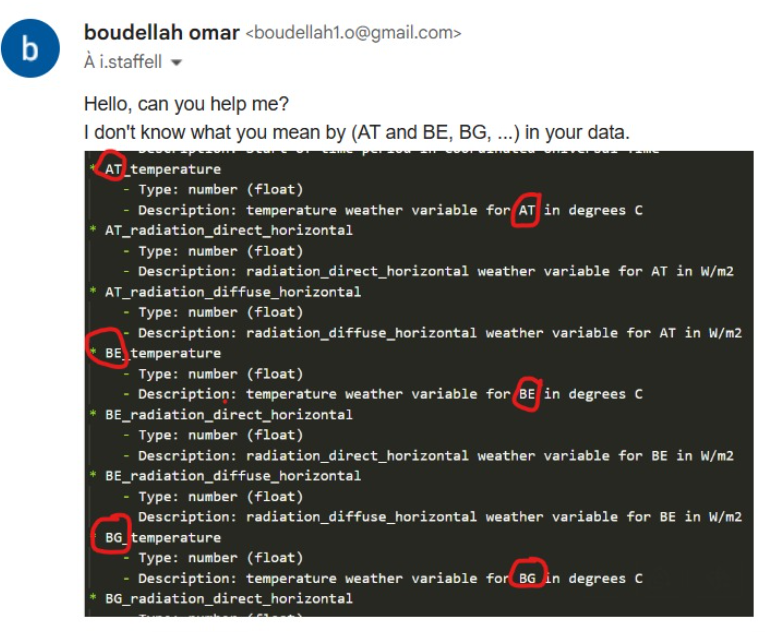 b
boudellah omar <boudellah1.o@gmail.com>
À i.staffell
Hello, can you help me?
I don't know what you mean by (AT and BE, BG, ...) in your data.
- Description: Start of time period in Coordinated Universal Time
* AT_temperature
- Type: number (float)
- Description: temperature weather variable for AT in degrees C
* AT_radiation_direct_horizontal
- Type: number (float)
- Description: radiation_direct_horizontal weather variable for AT in W/m2
* AT_radiation_diffuse_horizontal
- Type: number (float)
- Description: radiation_diffuse_horizontal weather variable for AT in W/m2
* BE_temperature
- Type: number (float)
- Description: temperature weather variable for BE in degrees C
* BE_radiation_direct_horizontal
- Type: number (float)
- Description: radiation_direct_horizontal weather variable for BE in W/m2
* BE_radiation_diffuse_horizontal
- Type: number (float)
Description: radiation_diffuse_horizontal weather variable for BE in W/m2
* BG_temperature
- Type: number (float)
- Description: temperature weather variable for BG in degrees C
* BG_radiation_direct_horizontal
- Type: number (float)